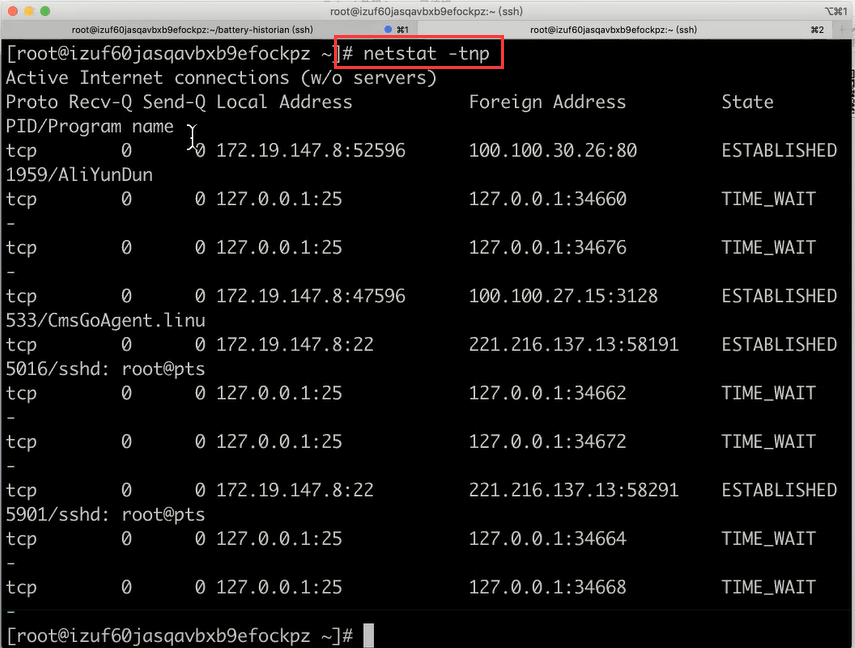 root@izuf60jasqavbxb9efockpz:~ (ssh)
⌥⌘1
root@izuf60jasqavbxb9efockpz:~/battery-historian (ssh) ⌘1
root@izuf60jasqavbxb9efockpz:~ (ssh) ⌘2
[root@izuf60jasqavbxb9efockpz ~]# netstat -tnp
Active Internet connections (w/o servers)
Proto Recv-Q Send-Q Local Address Foreign Address State
PID/Program name
tcp 0 0 172.19.147.8:52596 100.100.30.26:80 ESTABLISHED
1959/AliYunDun
tcp 0 0 127.0.0.1:25 127.0.0.1:34660 TIME_WAIT
-
tcp 0 0 127.0.0.1:25 127.0.0.1:34676 TIME_WAIT
-
tcp 0 0 172.19.147.8:47596 100.100.27.15:3128 ESTABLISHED
533/CmsGoAgent.linu
tcp 0 0 172.19.147.8:22 221.216.137.13:58191 ESTABLISHED
5016/sshd: root@pts
tcp 0 0 127.0.0.1:25 127.0.0.1:34662 TIME_WAIT
-
tcp 0 0 127.0.0.1:25 127.0.0.1:34672 TIME_WAIT
-
tcp 0 0 172.19.147.8:22 221.216.137.13:58291 ESTABLISHED
5901/sshd: root@pts
tcp 0 0 127.0.0.1:25 127.0.0.1:34664 TIME_WAIT
-
tcp 0 0 127.0.0.1:25 127.0.0.1:34668 TIME_WAIT
-
[root@izuf60jasqavbxb9efockpz ~]#